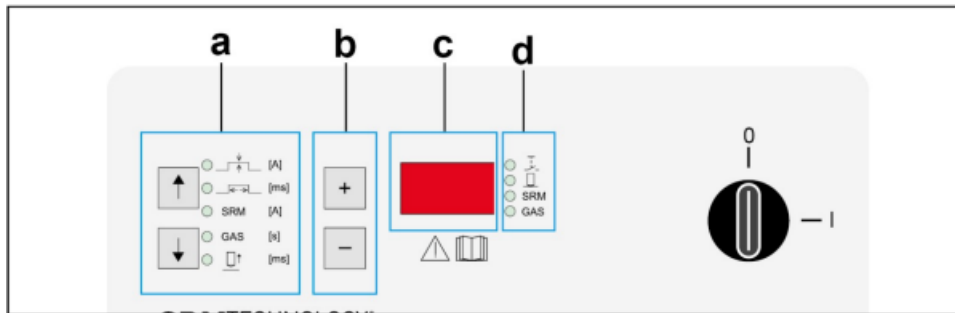 a b c d
0
[A]
[ms]
+
SRM [A]
SRM
GAS
I
GAS [s]
−
[ms]